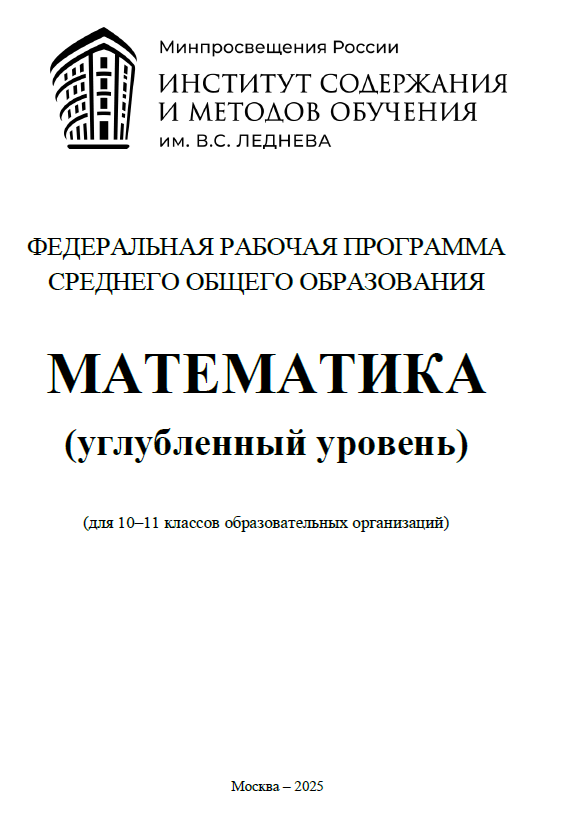 Минпросвещения России
ИНСТИТУТ СОДЕРЖАНИЯ
И МЕТОДОВ ОБУЧЕНИЯ
им. В.С. ЛЕДНЕВА
ФЕДЕРАЛЬНАЯ РАБОЧАЯ ПРОГРАММА
СРЕДНЕГО ОБЩЕГО ОБРАЗОВАНИЯ
МАТЕМАТИКА
(углубленный уровень)
(для 10–11 классов образовательных организаций)
Москва – 2025